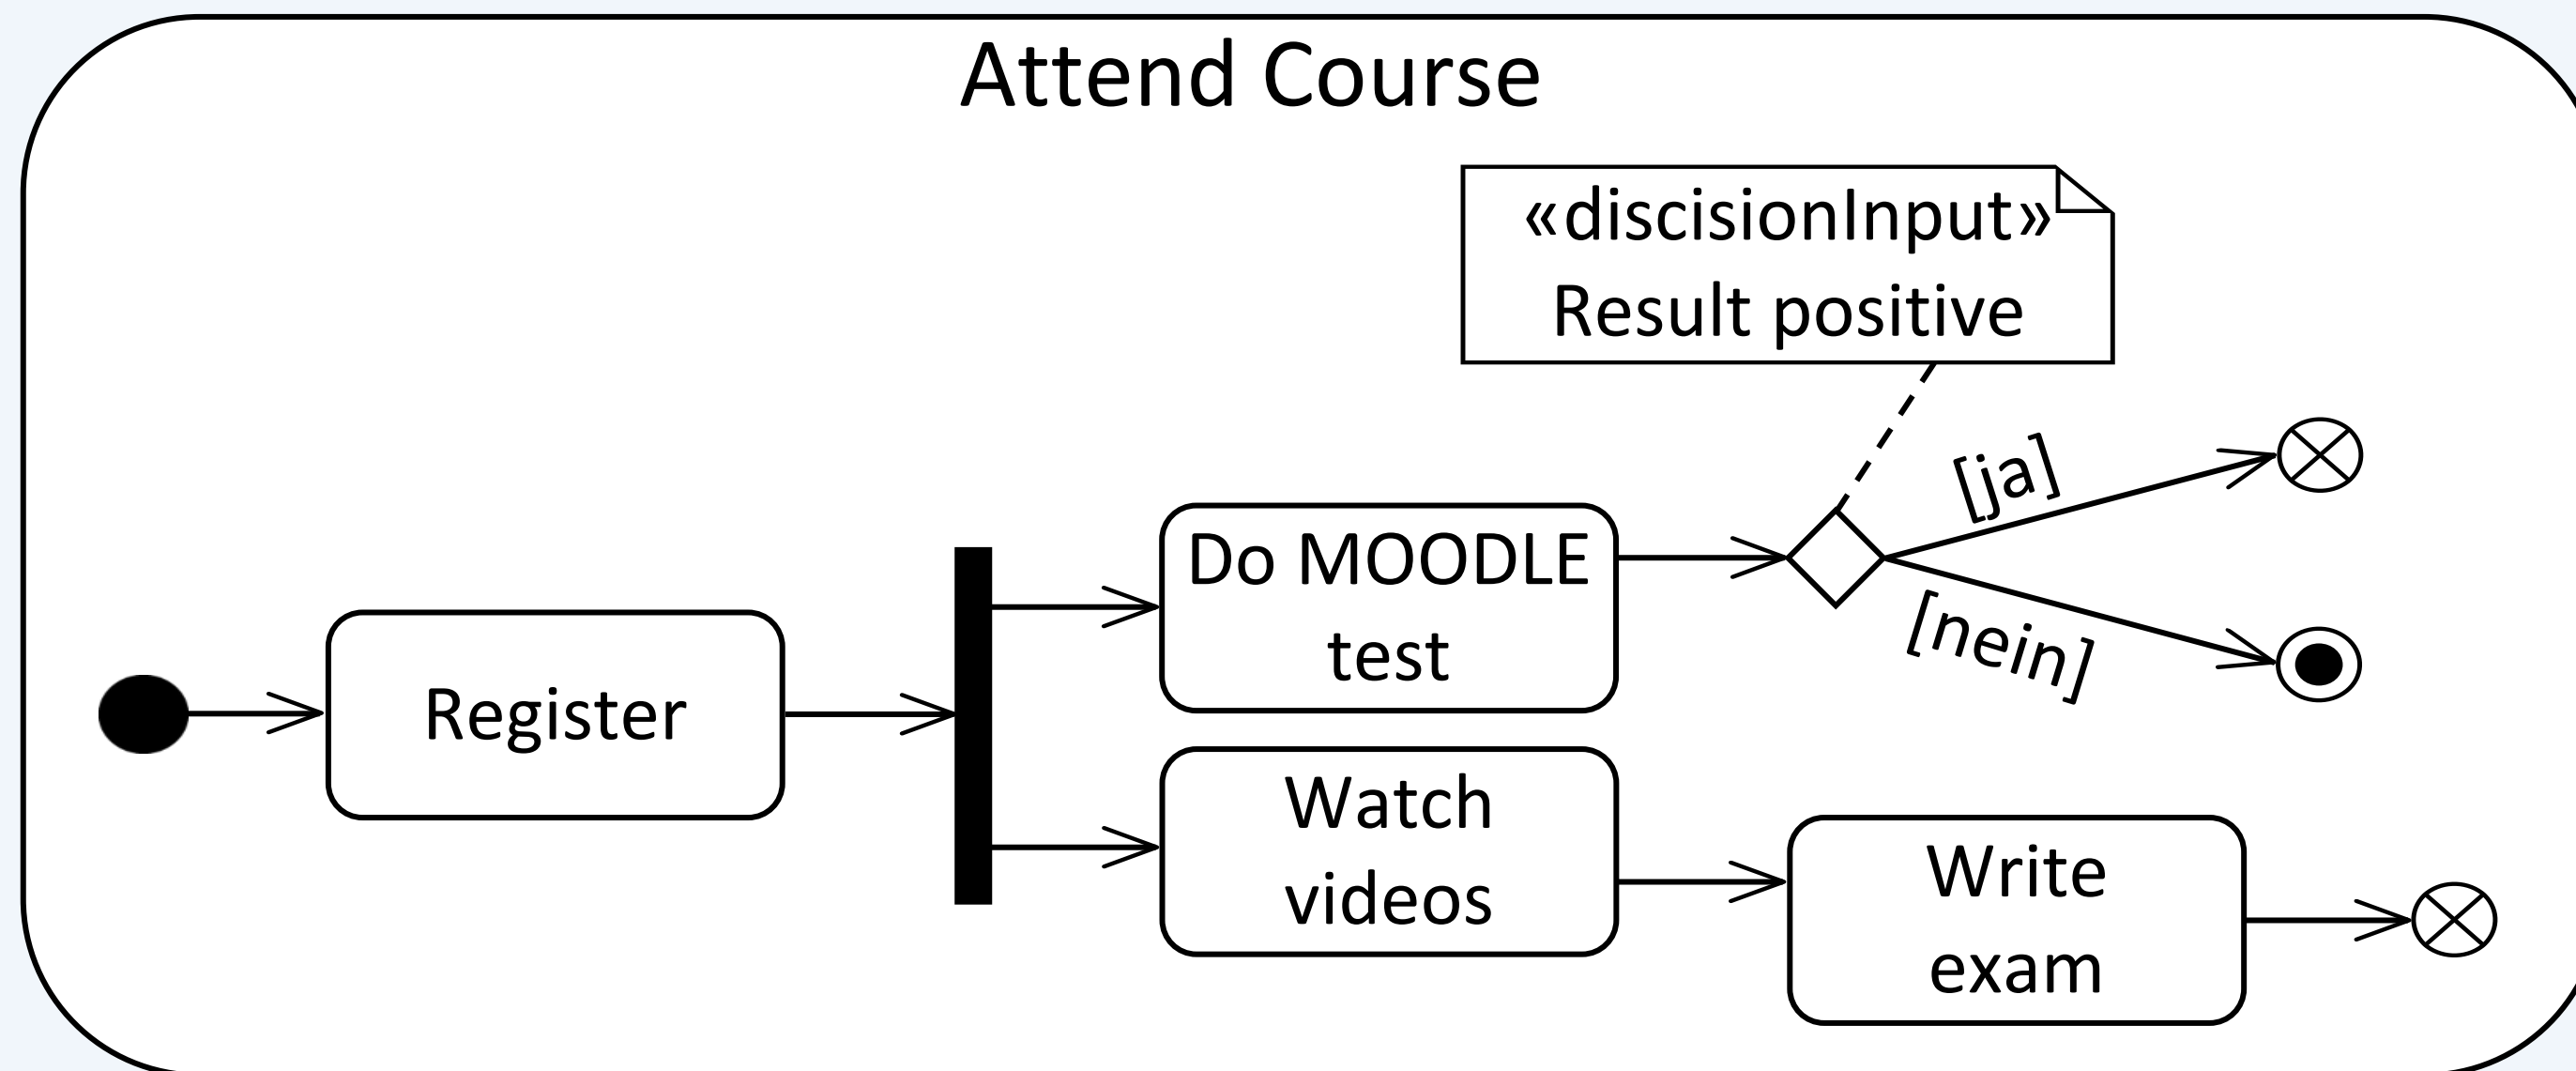 Attend Course
«discisionInput»
Result positive
[ja]
[nein]
Do MOODLE
test
Register
Watch
videos
Write
exam